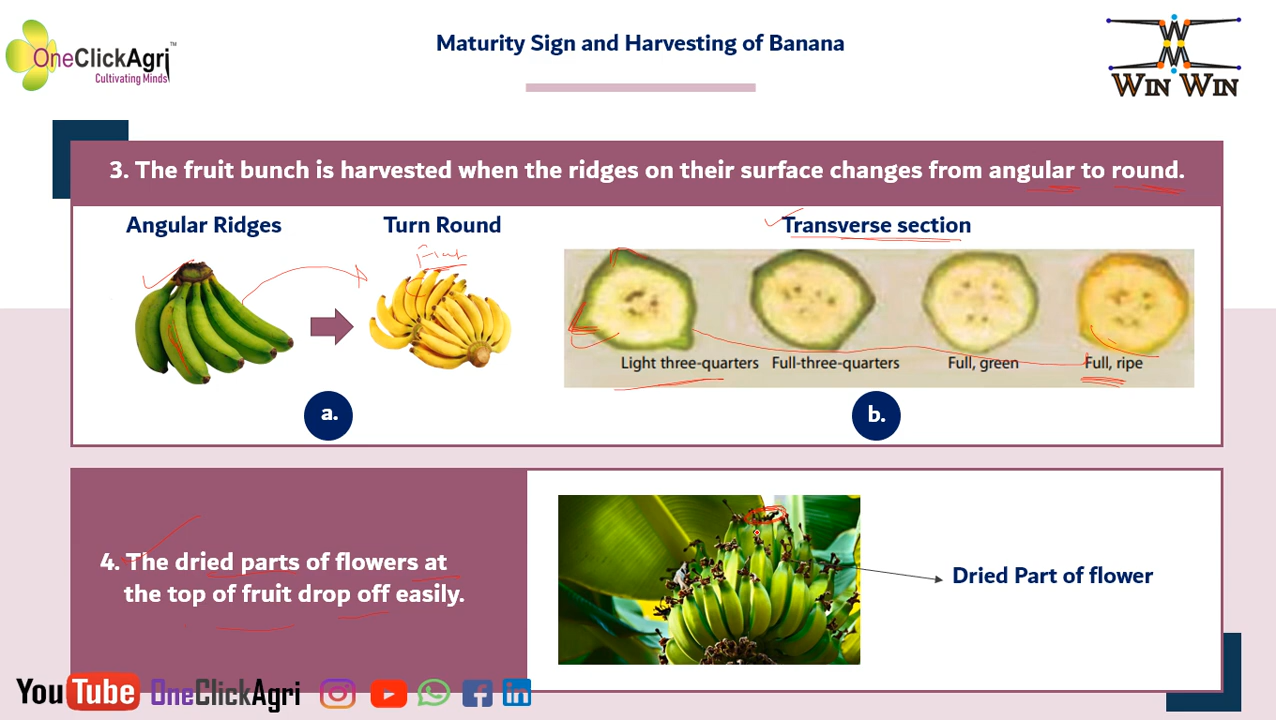 OneClickAgri™
Cultivating Minds
Maturity Sign and Harvesting of Banana
WIN WIN
3. The fruit bunch is harvested when the ridges on their surface changes from angular to round.
Angular Ridges
Turn Round
Transverse section
Light three-quarters
Full-three-quarters
Full, green
Full, ripe
a.
b.
4. The dried parts of flowers at
the top of fruit drop off easily.
Dried Part of flower
YouTube OneClickAgri